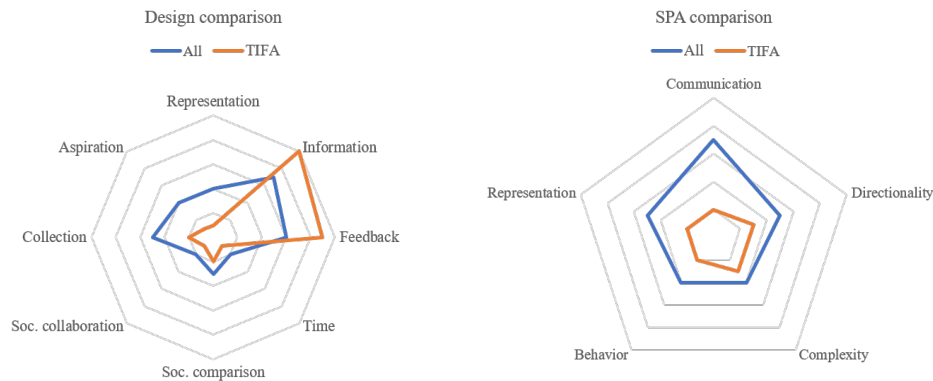 Design comparison
All TIFA
Representation
Aspiration
Information
Collection
Feedback
Soc. collaboration
Time
Soc. comparison
SPA comparison
All TIFA
Communication
Representation
Directionality
Behavior
Complexity